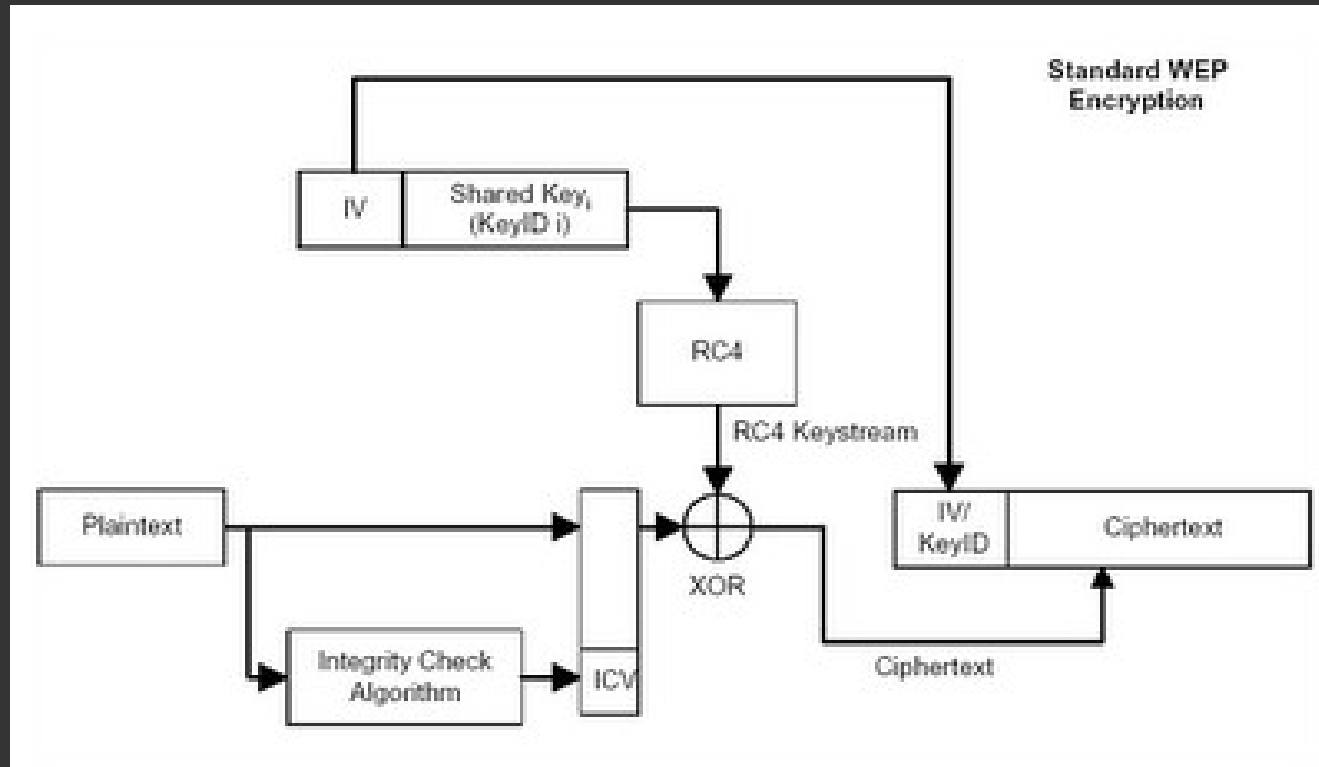 Standard WEP
Encryption
IV
Shared Keyᵢ
(KeyID i)
RC4
RC4 Keystream
Plaintext
IV/
KeyID
Ciphertext
XOR
Integrity Check
Algorithm
ICV
Ciphertext